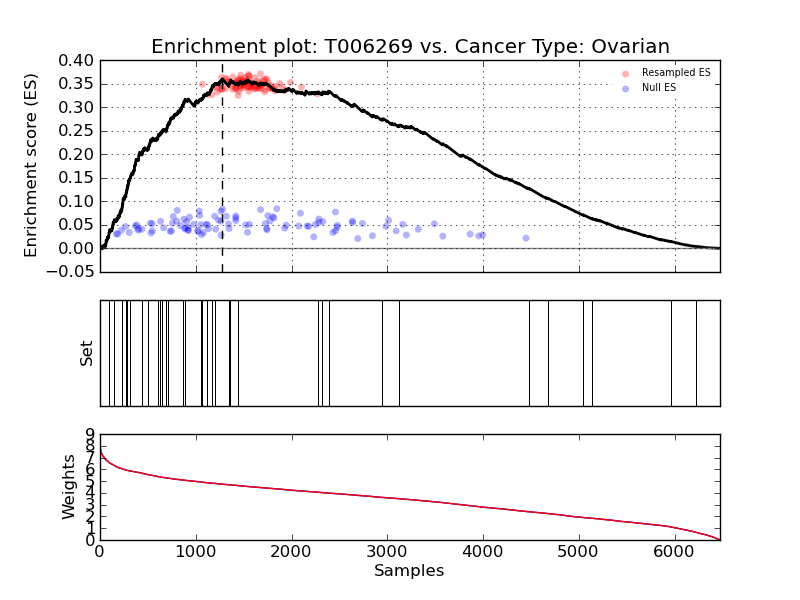 Enrichment plot: T006269 vs. Cancer Type: Ovarian
0.40
0.35
0.30
0.25
0.20
0.15
0.10
0.05
0.00
−0.05
Enrichment score (ES)
Resampled ES
Null ES
Set
9
8
7
6
5
4
3
2
1
0
Weights
0 1000 2000 3000 4000 5000 6000
Samples